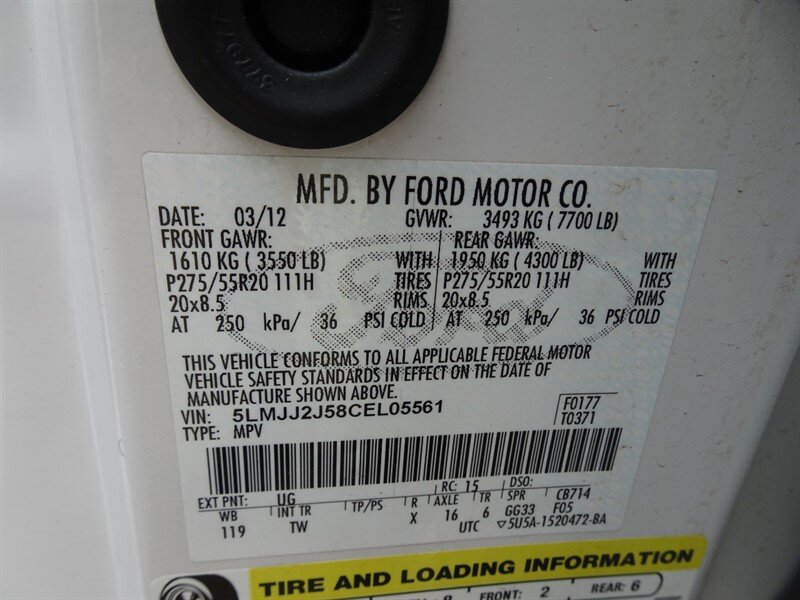 MFD. BY FORD MOTOR CO.
DATE: 03/12 GVWR: 3493 KG ( 7700 LB)
FRONT GAWR: REAR GAWR:
1610 KG ( 3550 LB) WITH 1950 KG ( 4300 LB) WITH
P275/55R20 111H TIRES P275/55R20 111H TIRES
20x8.5 RIMS 20x8.5 RIMS
AT 250 kPa/ 36 PSI COLD AT 250 kPa/ 36 PSI COLD
THIS VEHICLE CONFORMS TO ALL APPLICABLE FEDERAL MOTOR
VEHICLE SAFETY STANDARDS IN EFFECT ON THE DATE OF
MANUFACTURE SHOWN ABOVE.
VIN: 5LMJJ2J58CEL05561 F0177
TYPE: MPV T0371
EXT PNT: UG RC: 15 DSO:
WB INT TR TP/PS R AXLE TR SPR CB714
119 TW X 16 6 GG33 F05
UTC ▽5U5A-1520472-BA
TIRE AND LOADING INFORMATION
FRONT: 2 REAR: 6